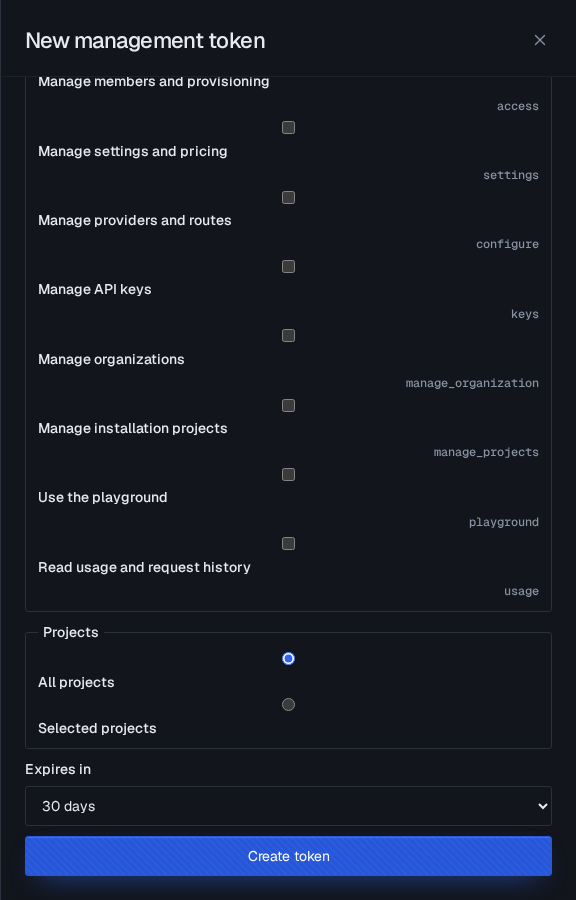 New management token
Manage members and provisioning
access
Manage settings and pricing
settings
Manage providers and routes
configure
Manage API keys
keys
Manage organizations
manage_organization
Manage installation projects
manage_projects
Use the playground
playground
Read usage and request history
usage
Projects
All projects
Selected projects
Expires in
30 days
Create token